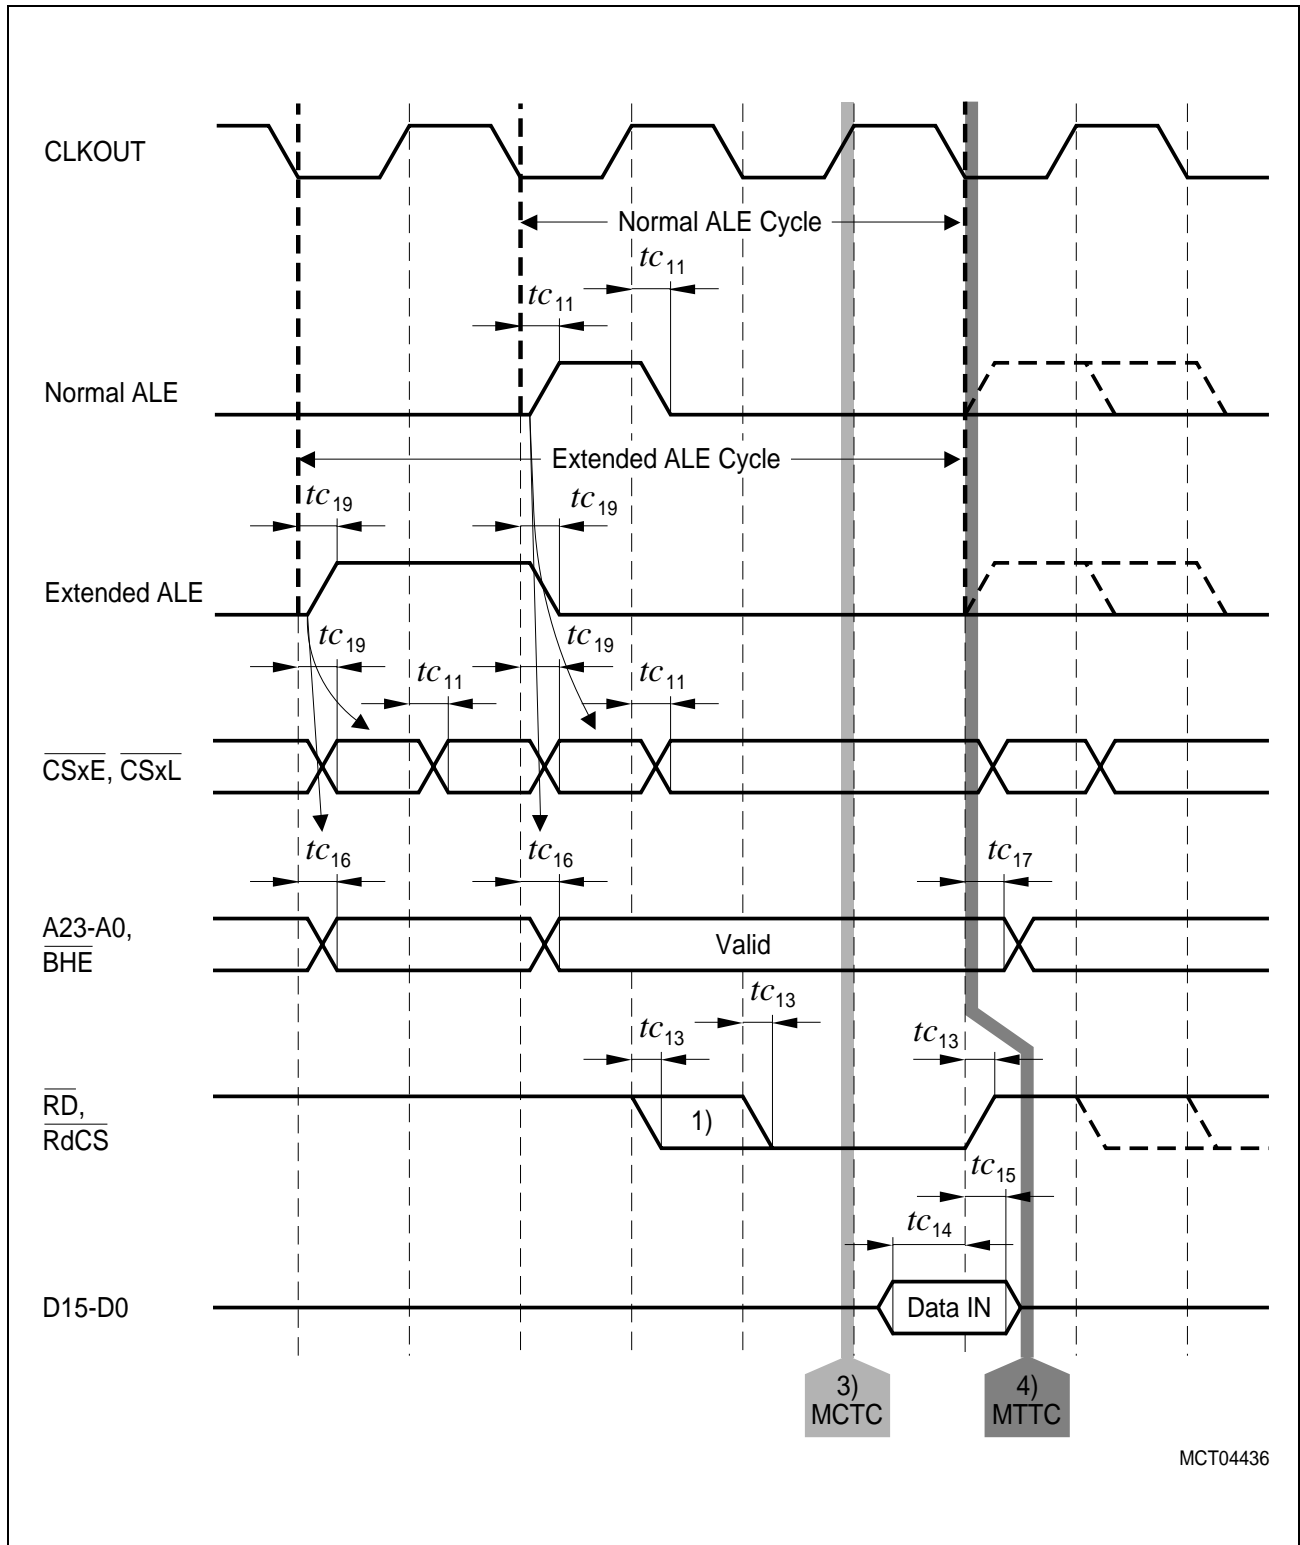 CLKOUT
Normal ALE Cycle
tc11
tc11
Normal ALE
Extended ALE Cycle
tc19
tc19
Extended ALE
tc19
tc19
tc11
tc11
CSxE, CSxL
tc16
tc16
tc17
A23-A0,
BHE
Valid
tc13
tc13
tc13
RD,
RdCS
1)
tc15
tc14
D15-D0
Data IN
3)
MCTC
4)
MTTC
MCT04436